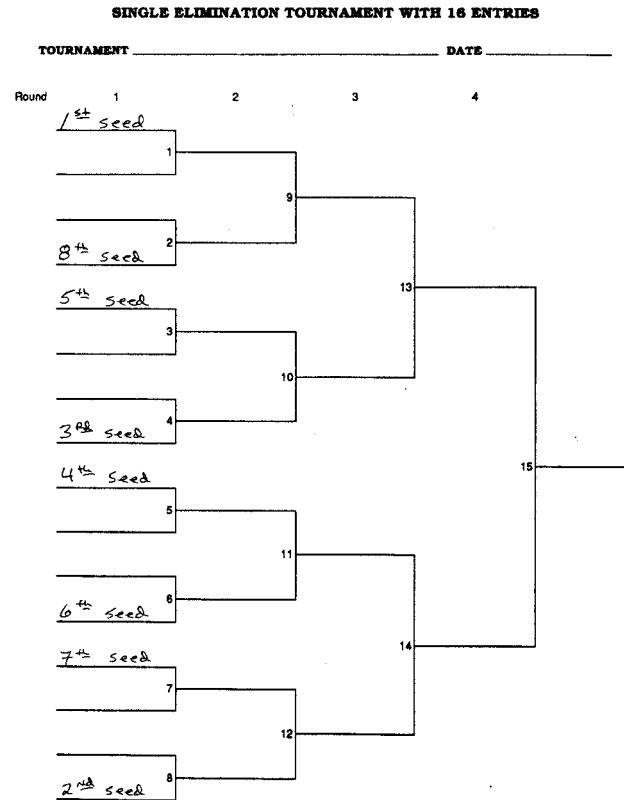 SINGLE ELIMINATION TOURNAMENT WITH 16 ENTRIES
TOURNAMENT DATE
Round 1 2 3 4
1st seed
1
9
2
8th seed
13
5th seed
3
10
4
3rd seed
15
4th seed
5
11
6
6th seed
14
7th seed
7
12
8
2nd seed